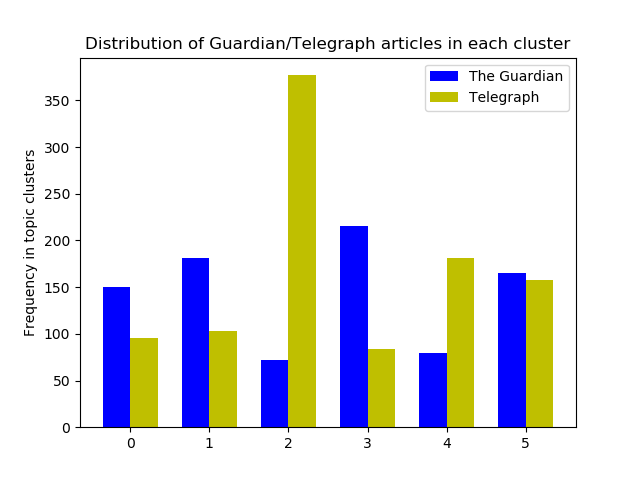 Distribution of Guardian/Telegraph articles in each cluster
The Guardian
Telegraph
Frequency in topic clusters
350
300
250
200
150
100
50
0
0 1 2 3 4 5